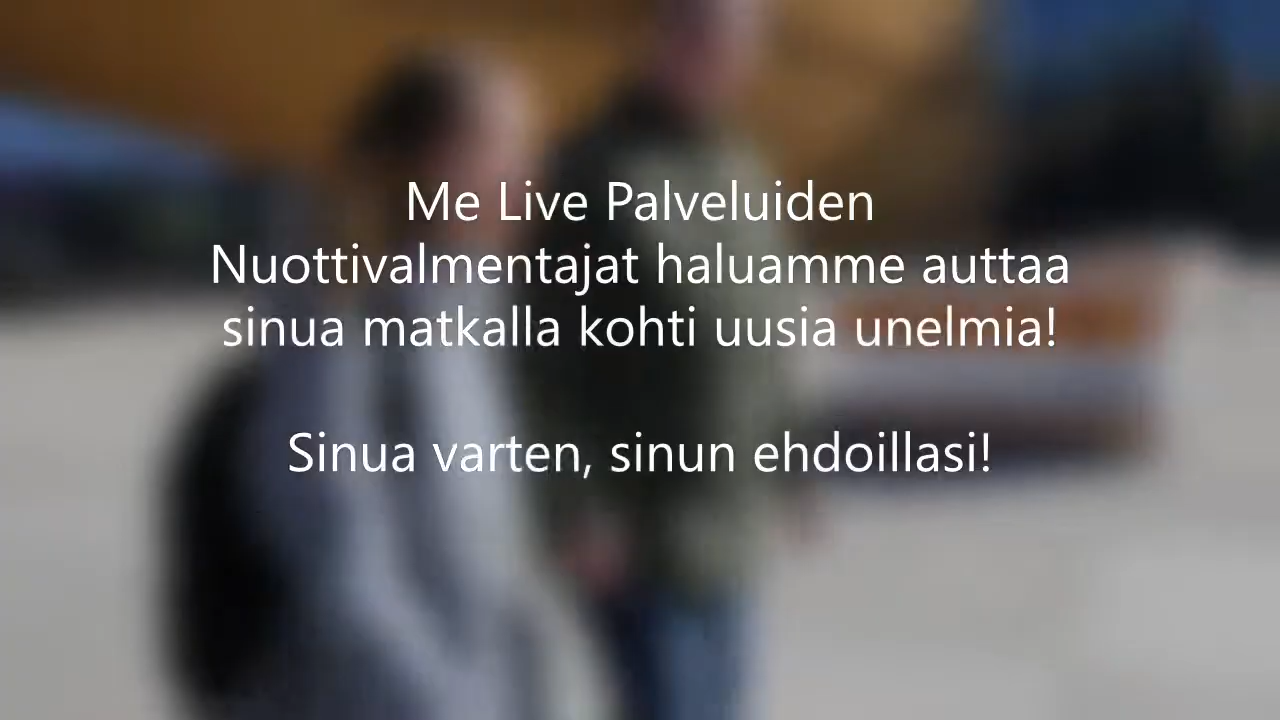 Me Live Palveluiden
Nuottivalmentajat haluamme auttaa
sinua matkalla kohti uusia unelmia!
Sinua varten, sinun ehdoillasi!